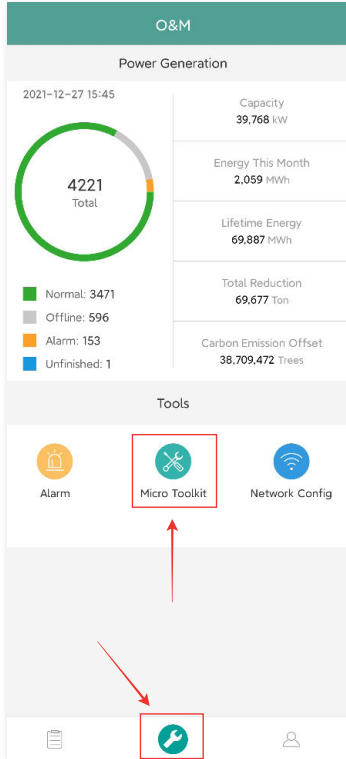 O&M
Power Generation
2021-12-27 15:45
4221
Total
Normal: 3471
Offline: 596
Alarm: 153
Unfinished: 1
Capacity
39,768 kW
Energy This Month
2,059 MWh
Lifetime Energy
69,887 MWh
Total Reduction
69,677 Ton
Carbon Emission Offset
38,709,472 Trees
Tools
Alarm
Micro Toolkit
Network Config